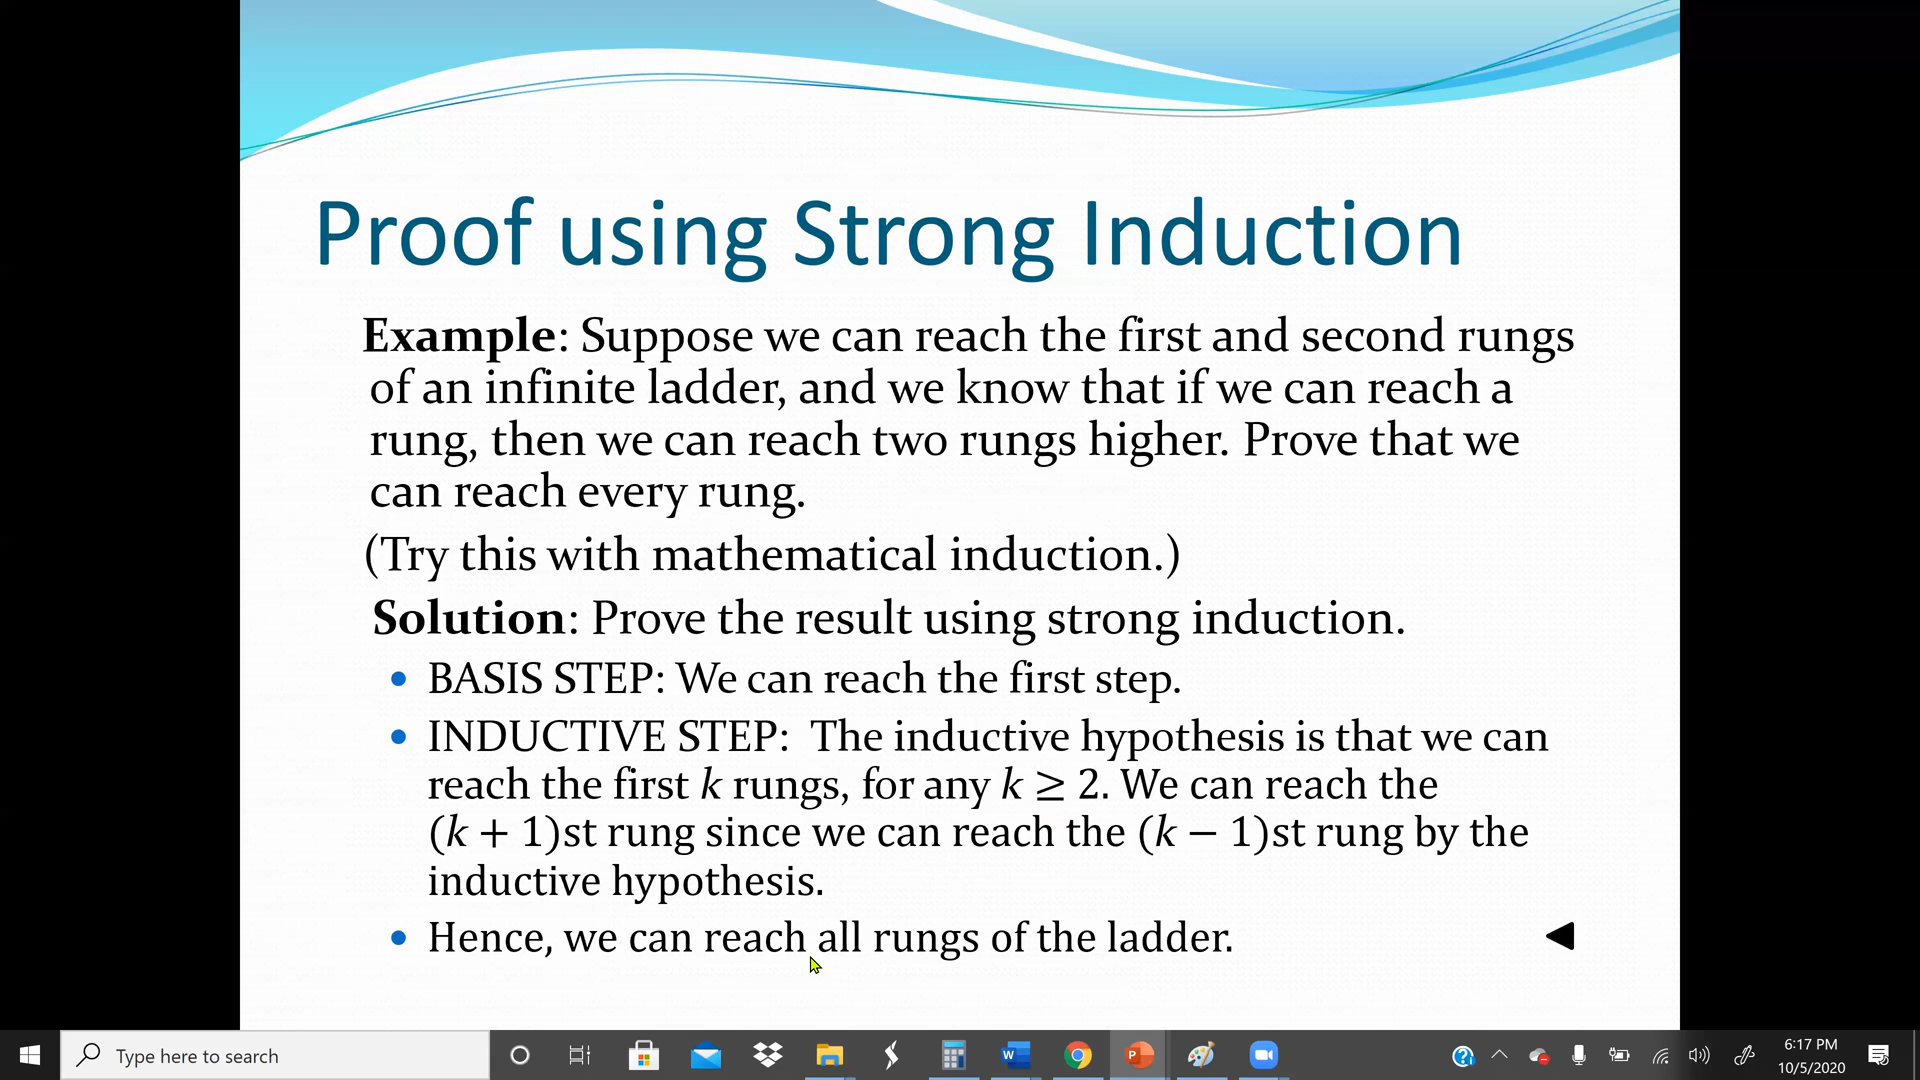 Proof using Strong Induction
Example: Suppose we can reach the first and second rungs
of an infinite ladder, and we know that if we can reach a
rung, then we can reach two rungs higher. Prove that we
can reach every rung.
(Try this with mathematical induction.)
Solution: Prove the result using strong induction.
• BASIS STEP: We can reach the first step.
• INDUCTIVE STEP:  The inductive hypothesis is that we can
reach the first k rungs, for any k ≥ 2. We can reach the
(k + 1)st rung since we can reach the (k − 1)st rung by the
inductive hypothesis.
• Hence, we can reach all rungs of the ladder.
Type here to search
6:17 PM
10/5/2020